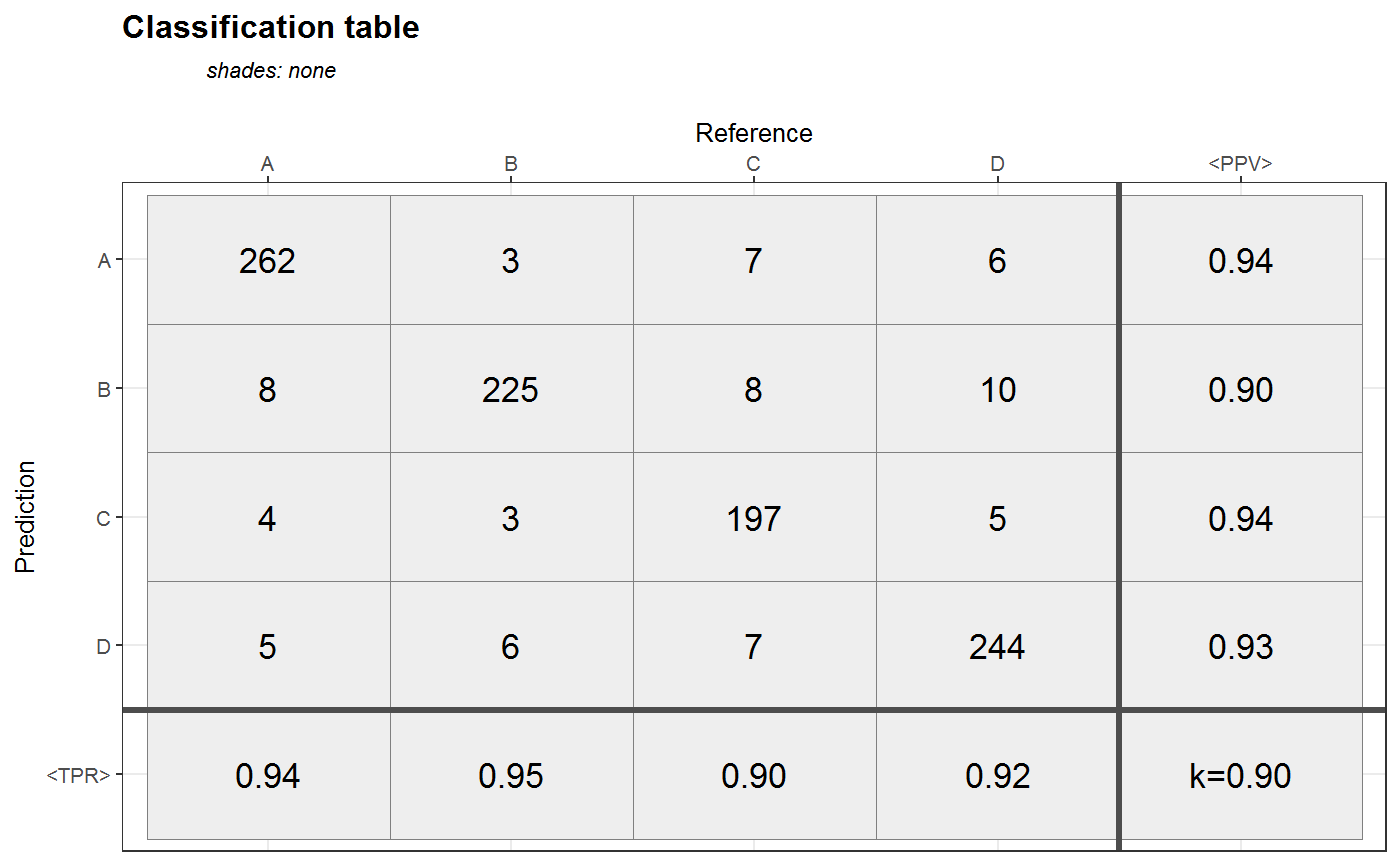 Classification table
shades: none
Reference
A B C D <PPV>
A 262 3 7 6 0.94
B 8 225 8 10 0.90
C 4 3 197 5 0.94
D 5 6 7 244 0.93
<TPR> 0.94 0.95 0.90 0.92 k=0.90
Prediction